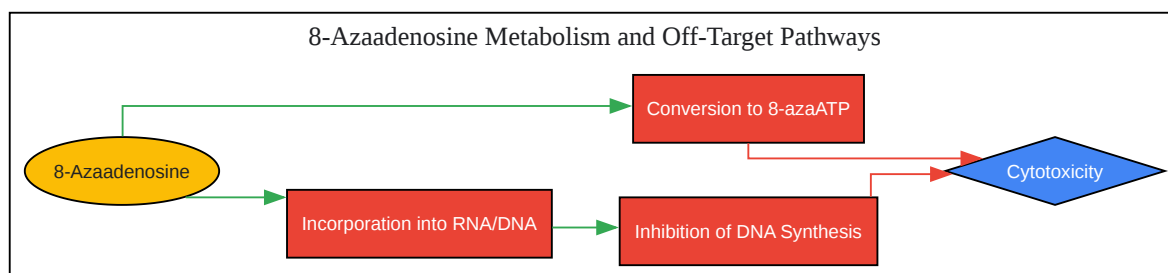 8-Azaadenosine Metabolism and Off-Target Pathways
Conversion to 8-azaATP
8-Azaadenosine
Cytotoxicity
Incorporation into RNA/DNA
Inhibition of DNA Synthesis